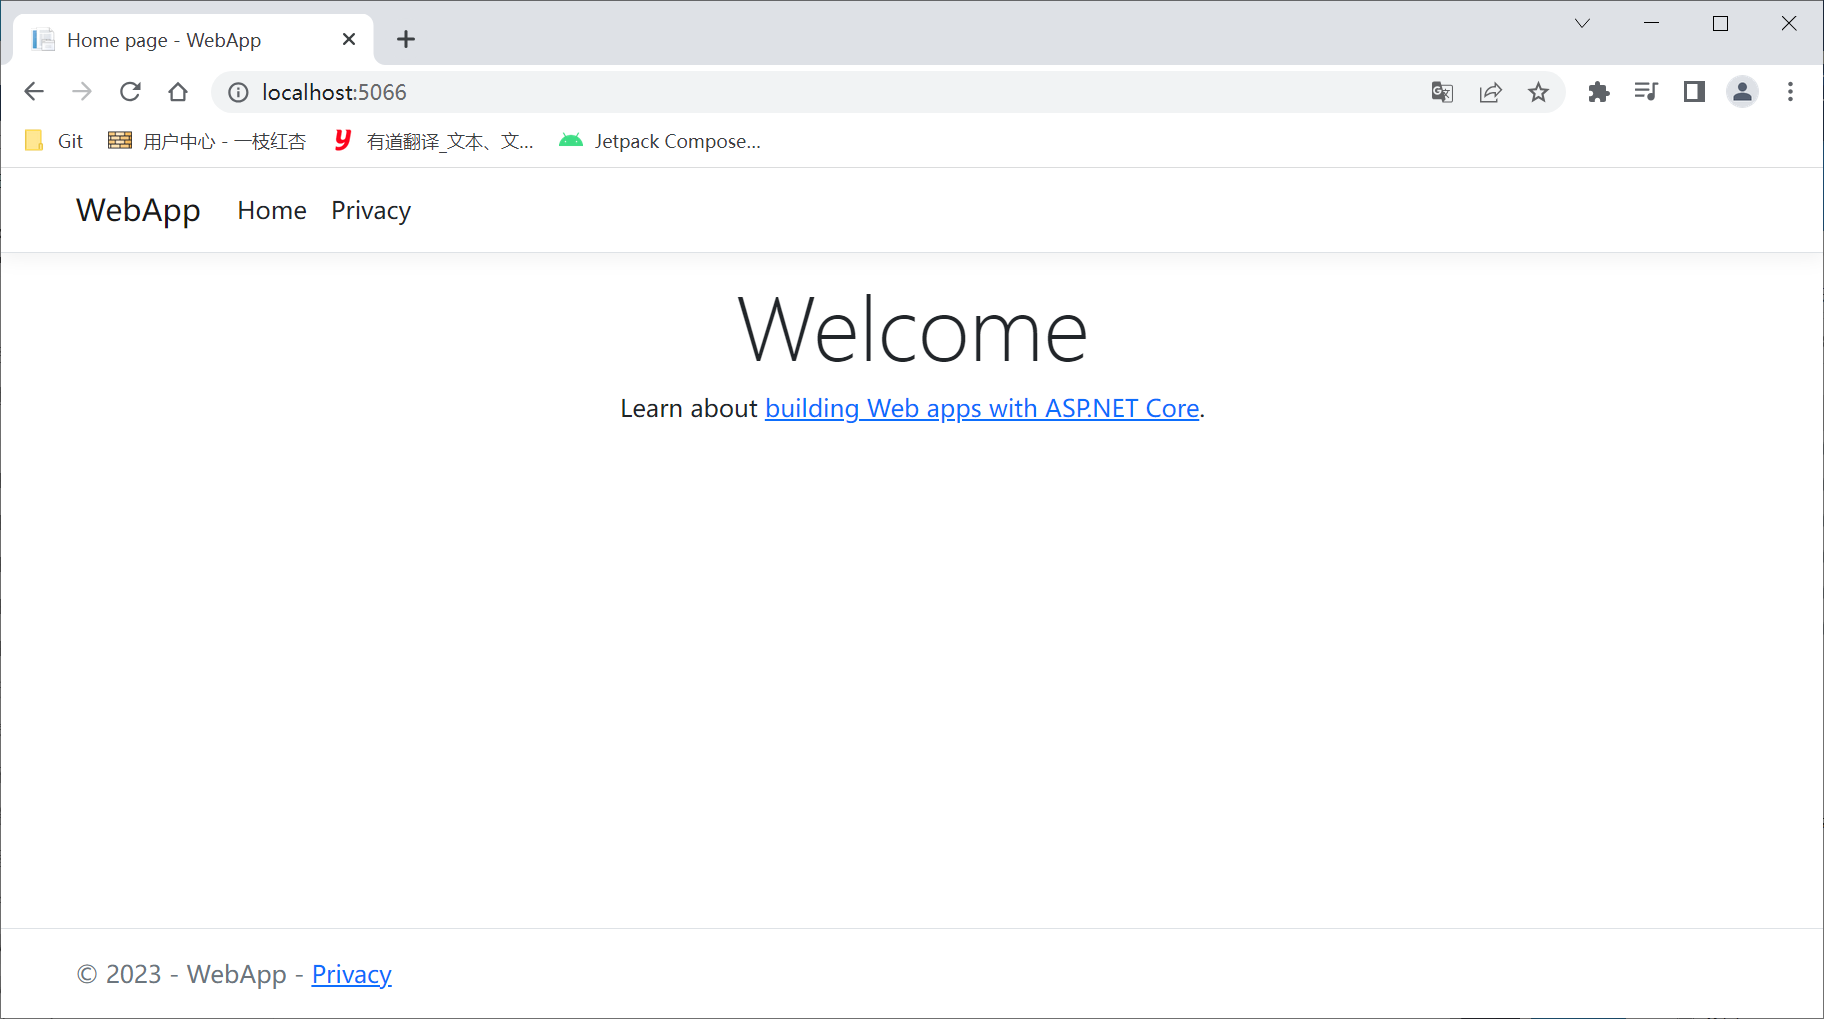 Home page - WebApp
localhost:5066
Git 用户中心 - 一枝红杏 有道翻译_文本、文... Jetpack Compose...
WebApp Home Privacy
Welcome
Learn about building Web apps with ASP.NET Core.
© 2023 - WebApp - Privacy